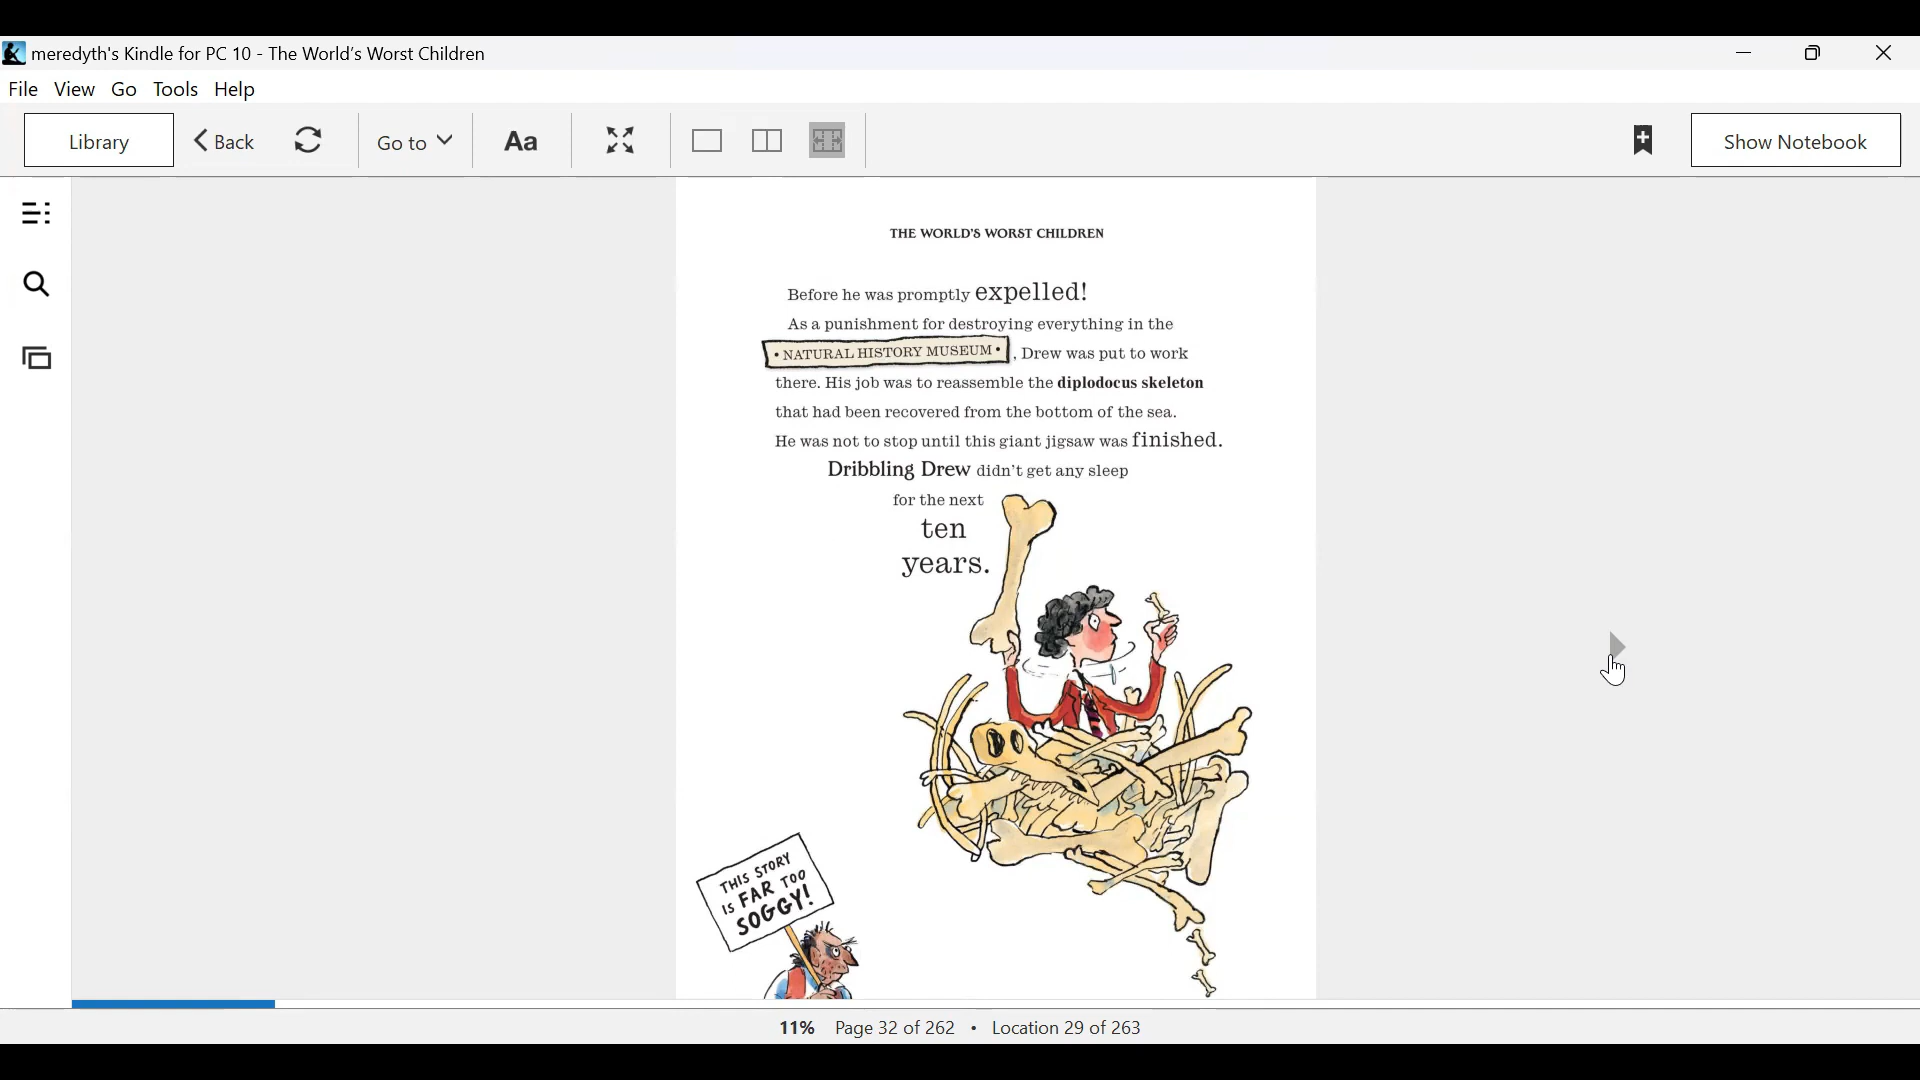 meredyth's Kindle for PC 10 - The World's Worst Children
File View Go Tools Help
Library Back Go to Aa Show Notebook
THE WORLD'S WORST CHILDREN
Before he was promptly expelled!
As a punishment for destroying everything in the
• NATURAL HISTORY MUSEUM •, Drew was put to work
there. His job was to reassemble the diplodocus skeleton
that had been recovered from the bottom of the sea.
He was not to stop until this giant jigsaw was finished.
Dribbling Drew didn't get any sleep
for the next
ten
years.
THIS STORY
IS FAR TOO
SOGGY!
11% Page 32 of 262 • Location 29 of 263